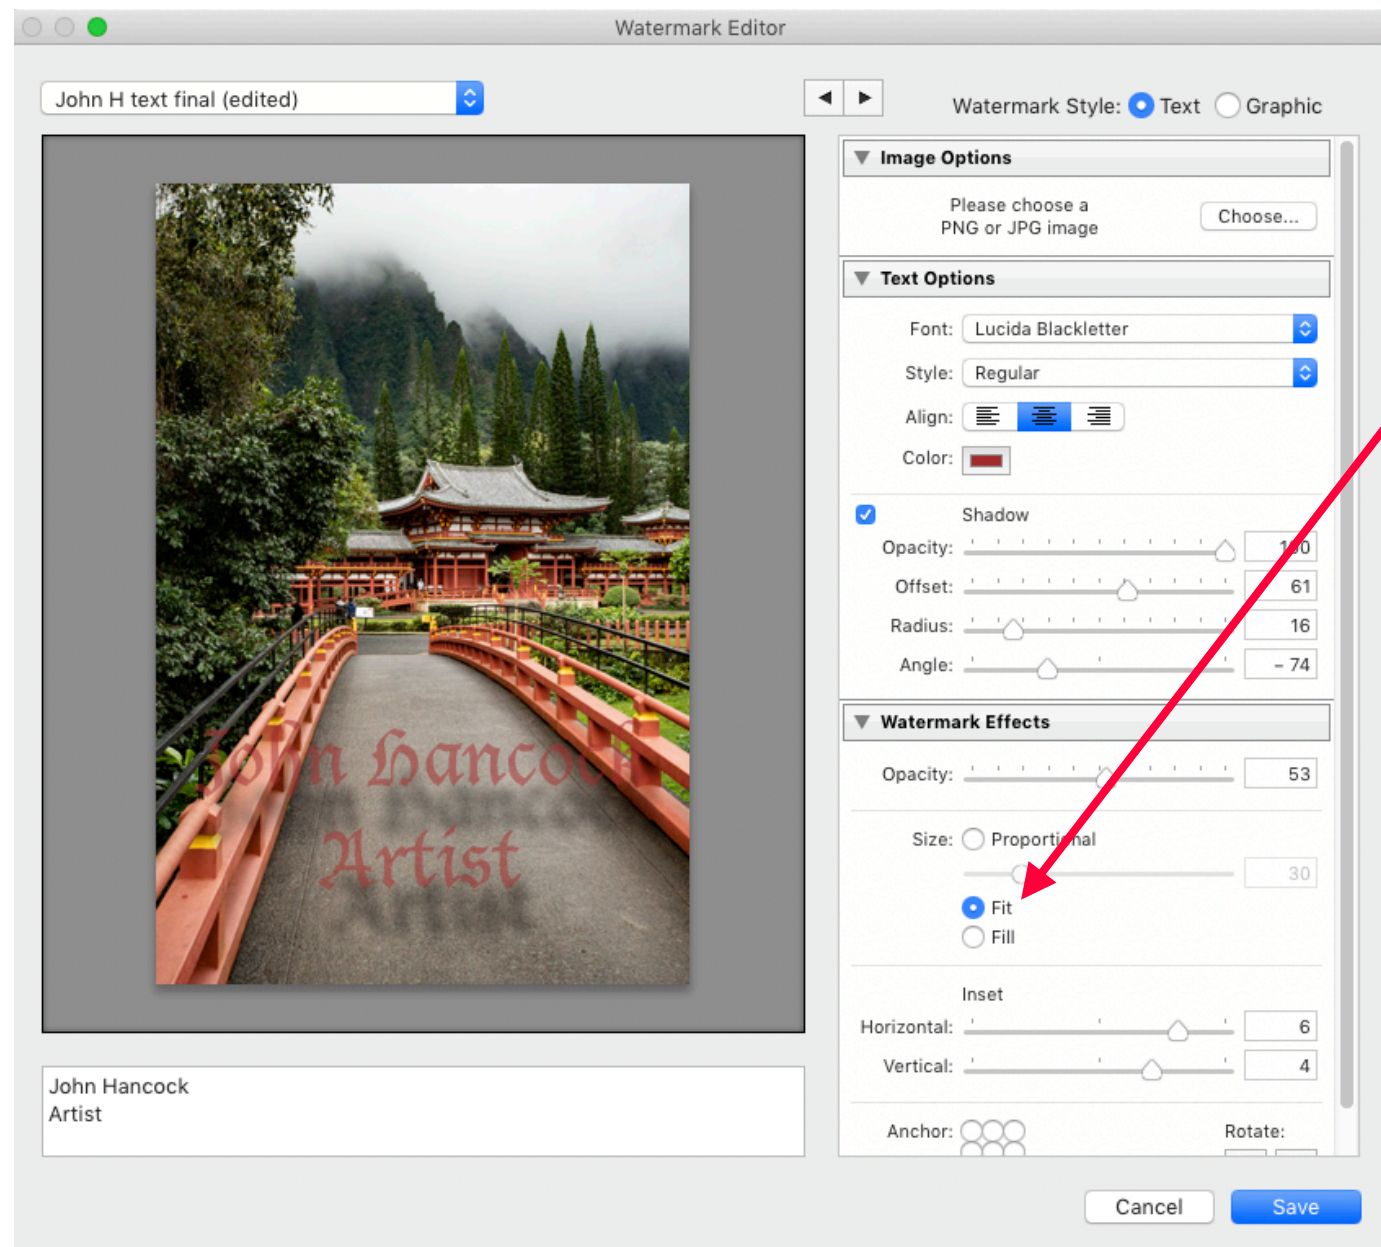 Watermark Editor
John H text final (edited)
Watermark Style: Text Graphic
Image Options
Please choose a
PNG or JPG image
Choose...
Text Options
Font: Lucida Blackletter
Style: Regular
Align:
Color:
Shadow
Opacity: 100
Offset: 61
Radius: 16
Angle: – 74
Watermark Effects
Opacity: 53
Size: Proportional
30
Fit
Fill
Inset
Horizontal: 6
Vertical: 4
Anchor: Rotate:
John Hancock
Artist
John Hancock
Artist
Cancel Save